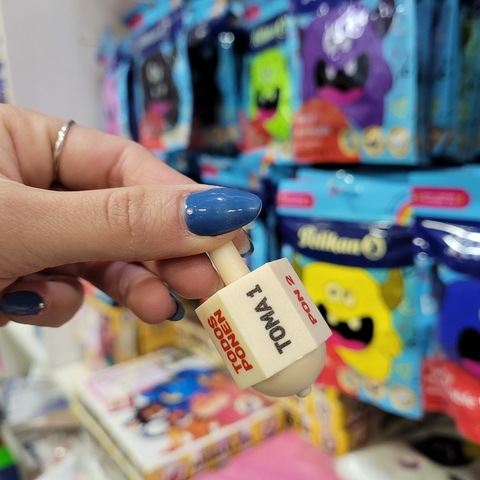 TODOS
PONEN
TOMA 1
PON 2
Pelikan